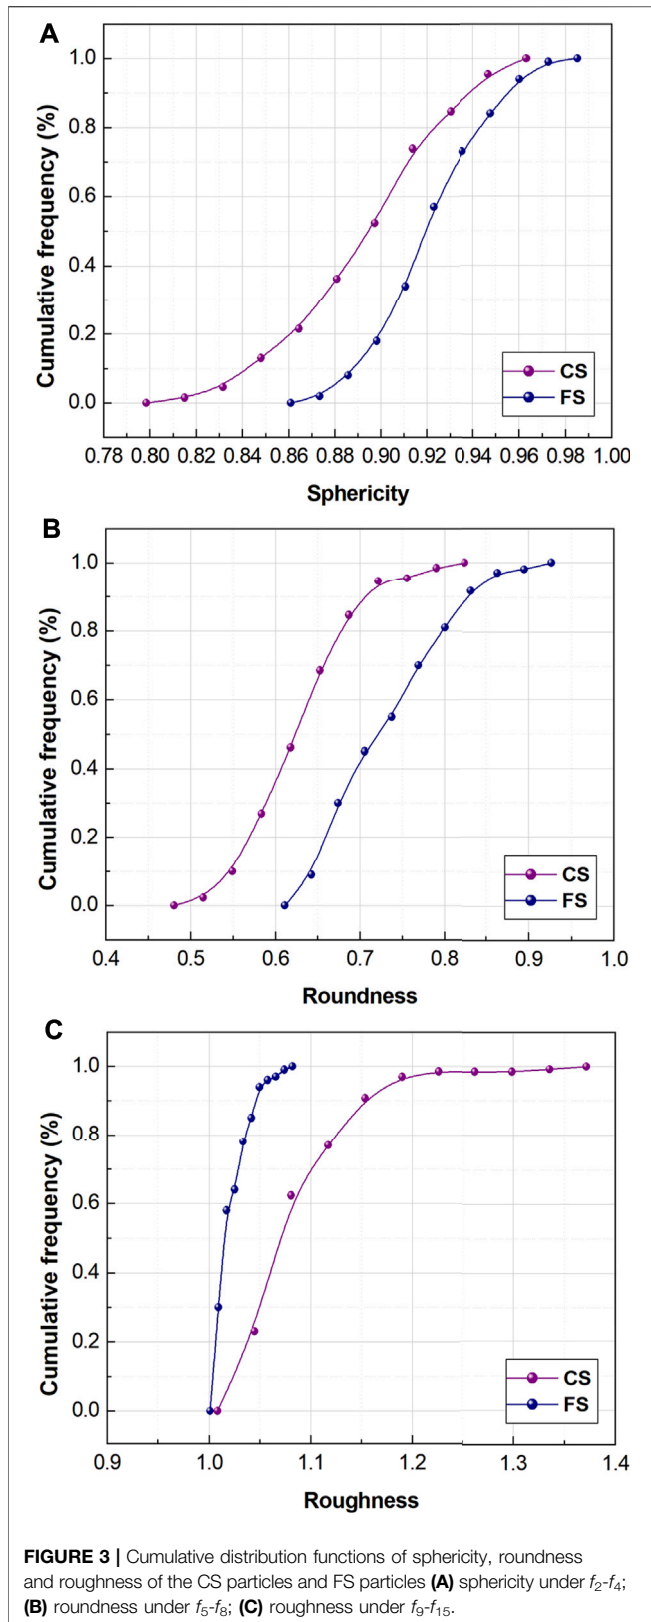 A
Cumulative frequency (%)
1.0
0.8
0.6
0.4
0.2
0.0
CS
FS
0.78 0.80 0.82 0.84 0.86 0.88 0.90 0.92 0.94 0.96 0.98 1.00
Sphericity
B
Cumulative frequency (%)
1.0
0.8
0.6
0.4
0.2
0.0
CS
FS
0.4 0.5 0.6 0.7 0.8 0.9 1.0
Roundness
C
Cumulative frequency (%)
1.0
0.8
0.6
0.4
0.2
0.0
CS
FS
0.9 1.0 1.1 1.2 1.3 1.4
Roughness
FIGURE 3 | Cumulative distribution functions of sphericity, roundness
and roughness of the CS particles and FS particles (A) sphericity under f2-f4;
(B) roundness under f5-f8; (C) roughness under f9-f15.